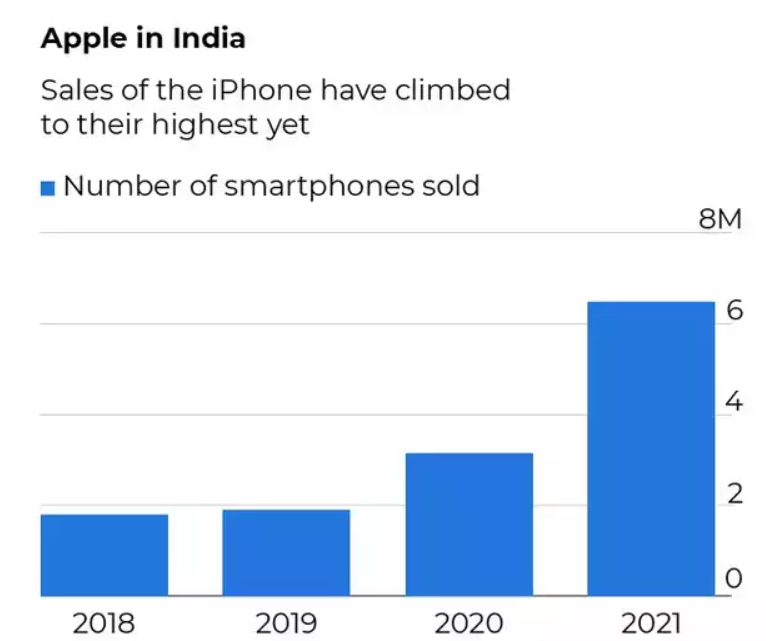 Apple in India
Sales of the iPhone have climbed
to their highest yet
Number of smartphones sold
8M
6
4
2
0
2018 2019 2020 2021